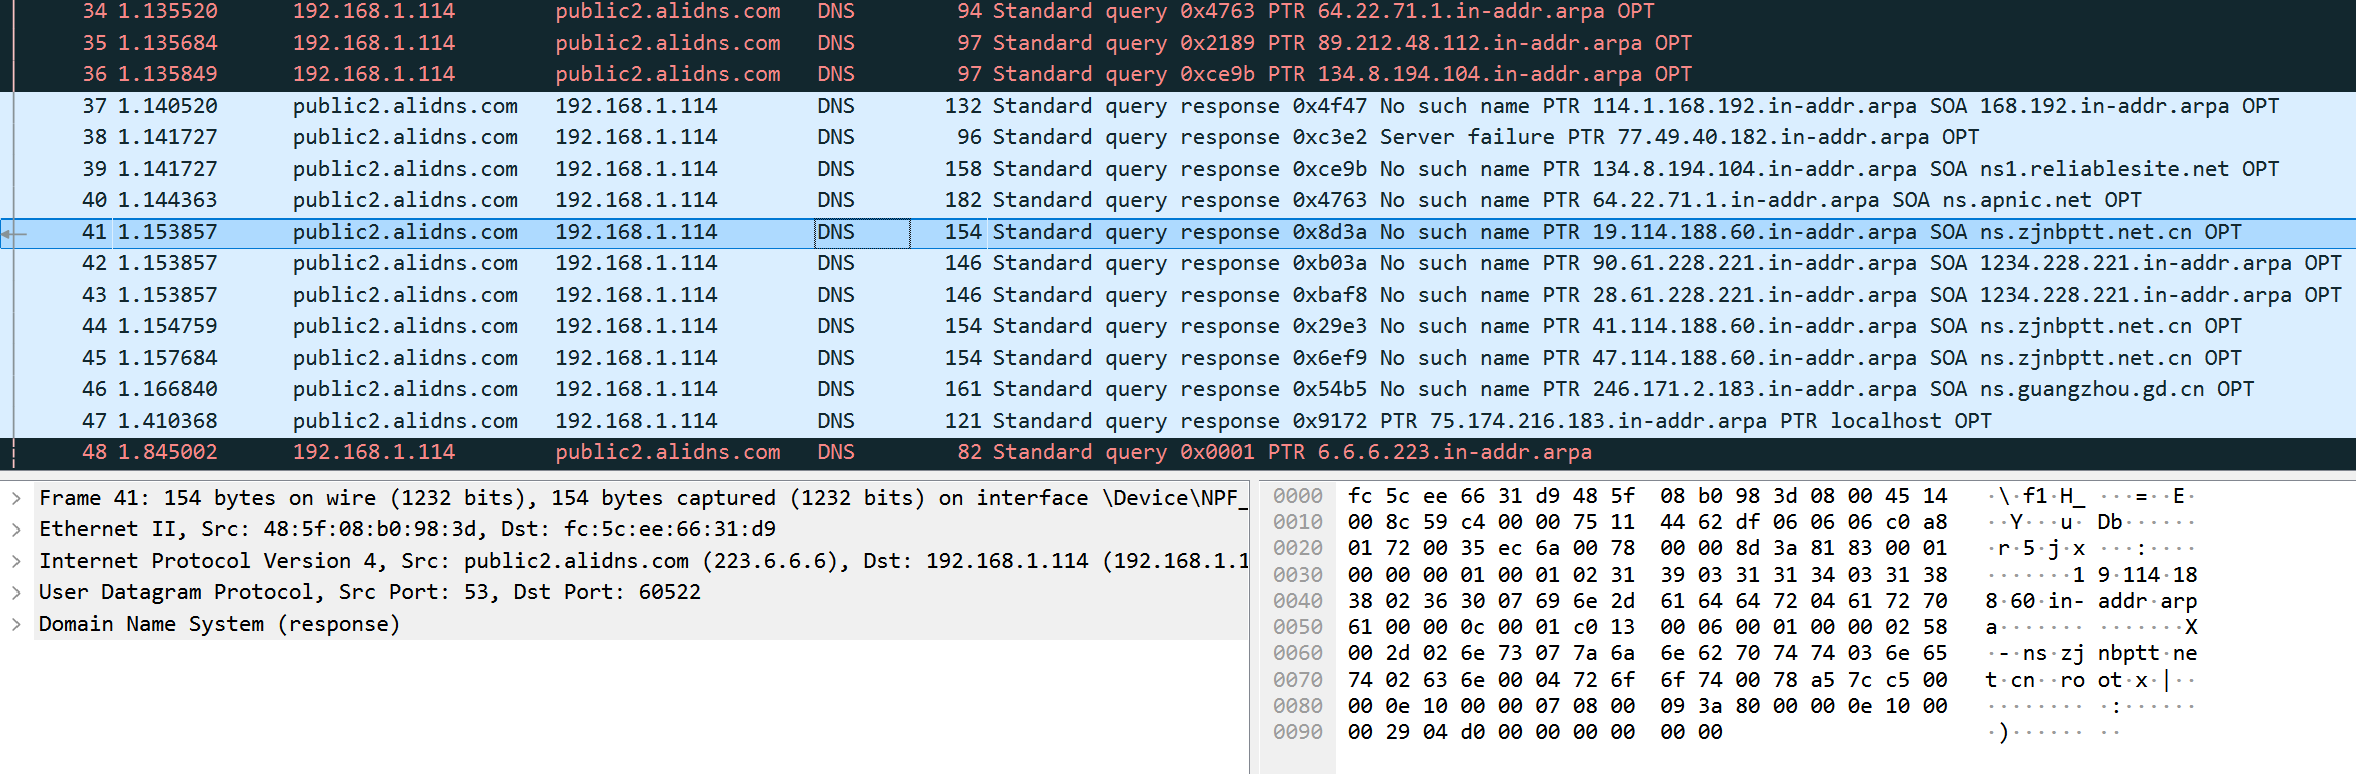 34 1.135520 192.168.1.114 public2.alidns.com DNS 94 Standard query 0x4763 PTR 64.22.71.1.in-addr.arpa OPT
35 1.135684 192.168.1.114 public2.alidns.com DNS 97 Standard query 0x2189 PTR 89.212.48.112.in-addr.arpa OPT
36 1.135849 192.168.1.114 public2.alidns.com DNS 97 Standard query 0xce9b PTR 134.8.194.104.in-addr.arpa OPT
37 1.140520 public2.alidns.com 192.168.1.114 DNS 132 Standard query response 0x4f47 No such name PTR 114.1.168.192.in-addr.arpa SOA 168.192.in-addr.arpa OPT
38 1.141727 public2.alidns.com 192.168.1.114 DNS 96 Standard query response 0xc3e2 Server failure PTR 77.49.40.182.in-addr.arpa OPT
39 1.141727 public2.alidns.com 192.168.1.114 DNS 158 Standard query response 0xce9b No such name PTR 134.8.194.104.in-addr.arpa SOA ns1.reliablesite.net OPT
40 1.144363 public2.alidns.com 192.168.1.114 DNS 182 Standard query response 0x4763 No such name PTR 64.22.71.1.in-addr.arpa SOA ns.apnic.net OPT
41 1.153857 public2.alidns.com 192.168.1.114 DNS 154 Standard query response 0x8d3a No such name PTR 19.114.188.60.in-addr.arpa SOA ns.zjnbptt.net.cn OPT
42 1.153857 public2.alidns.com 192.168.1.114 DNS 146 Standard query response 0xb03a No such name PTR 90.61.228.221.in-addr.arpa SOA 1234.228.221.in-addr.arpa OPT
43 1.153857 public2.alidns.com 192.168.1.114 DNS 146 Standard query response 0xbaf8 No such name PTR 28.61.228.221.in-addr.arpa SOA 1234.228.221.in-addr.arpa OPT
44 1.154759 public2.alidns.com 192.168.1.114 DNS 154 Standard query response 0x29e3 No such name PTR 41.114.188.60.in-addr.arpa SOA ns.zjnbptt.net.cn OPT
45 1.157684 public2.alidns.com 192.168.1.114 DNS 154 Standard query response 0x6ef9 No such name PTR 47.114.188.60.in-addr.arpa SOA ns.zjnbptt.net.cn OPT
46 1.166840 public2.alidns.com 192.168.1.114 DNS 161 Standard query response 0x54b5 No such name PTR 246.171.2.183.in-addr.arpa SOA ns.guangzhou.gd.cn OPT
47 1.410368 public2.alidns.com 192.168.1.114 DNS 121 Standard query response 0x9172 PTR 75.174.216.183.in-addr.arpa PTR localhost OPT
48 1.845002 192.168.1.114 public2.alidns.com DNS 82 Standard query 0x0001 PTR 6.6.6.223.in-addr.arpa
> Frame 41: 154 bytes on wire (1232 bits), 154 bytes captured (1232 bits) on interface \Device\NPF_
> Ethernet II, Src: 48:5f:08:b0:98:3d, Dst: fc:5c:ee:66:31:d9
> Internet Protocol Version 4, Src: public2.alidns.com (223.6.6.6), Dst: 192.168.1.114 (192.168.1.1
> User Datagram Protocol, Src Port: 53, Dst Port: 60522
> Domain Name System (response)
0000 fc 5c ee 66 31 d9 48 5f 08 b0 98 3d 08 00 45 14 ·\·f1·H_ ···=··E·
0010 00 8c 59 c4 00 00 75 11 44 62 df 06 06 06 c0 a8 ··Y···u· Db······
0020 01 72 00 35 ec 6a 00 78 00 00 8d 3a 81 83 00 01 ·r·5·j·x ···:····
0030 00 00 00 01 00 01 02 31 39 03 31 31 34 03 31 38 ·······1 9·114·18
0040 38 02 36 30 07 69 6e 2d 61 64 64 72 04 61 72 70 8·60·in- addr·arp
0050 61 00 00 0c 00 01 c0 13 00 06 00 01 00 00 02 58 a······· ·······X
0060 00 2d 02 6e 73 07 7a 6a 6e 62 70 74 74 03 6e 65 ·-·ns·zj nbptt·ne
0070 74 02 63 6e 00 04 72 6f 6f 74 00 78 a5 7c c5 00 t·cn··ro ot·x·|··
0080 00 0e 10 00 00 07 08 00 09 3a 80 00 00 0e 10 00 ········ ·:······
0090 00 29 04 d0 00 00 00 00 00 00 ·)······ ··